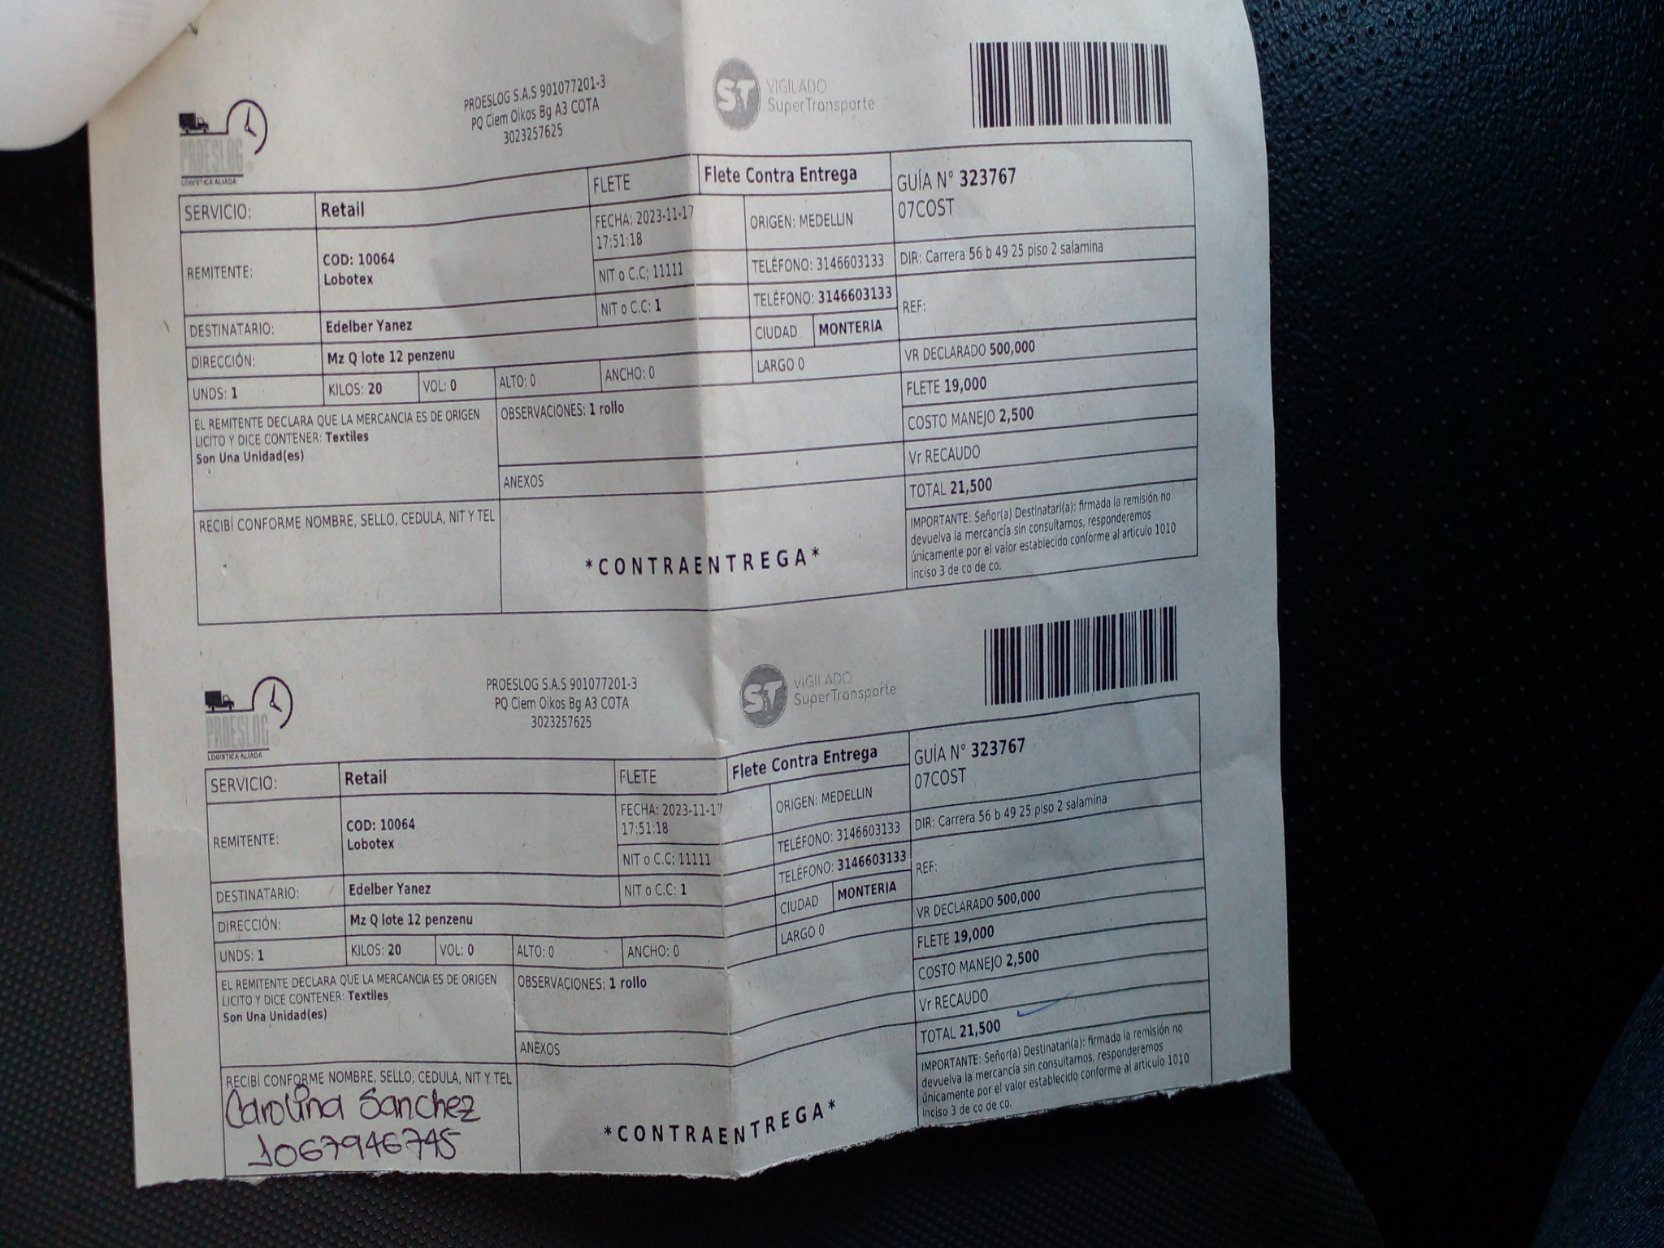 PROESLOG
LOGISTICA ALIADA
PROESLOG S.A.S 901077201-3
PQ Ciem Oikos Bg A3 COTA
3023257625
ST VIGILADO
SuperTransporte
SERVICIO: Retail FLETE Flete Contra Entrega GUÍA N° 323767
07COST
REMITENTE: COD: 10064
Lobotex
FECHA: 2023-11-17
17:51:18
ORIGEN: MEDELLIN
NIT o C.C; 11111 TELÉFONO: 3146603133 DIR: Carrera 56 b 49 25 piso 2 salamina
DESTINATARIO: Edelber Yanez NIT o C.C: 1 TELÉFONO: 3146603133 REF:
DIRECCIÓN: Mz Q lote 12 penzenu CIUDAD MONTERIA
UNDS: 1 KILOS: 20 VOL: 0 ALTO: 0 ANCHO: 0 LARGO 0 VR DECLARADO 500,000
EL REMITENTE DECLARA QUE LA MERCANCIA ES DE ORIGEN
LICITO Y DICE CONTENER: Textiles
Son Una Unidad(es)
OBSERVACIONES: 1 rollo
ANEXOS
FLETE 19,000
COSTO MANEJO 2,500
Vr RECAUDO
TOTAL 21,500
RECIBÍ CONFORME NOMBRE, SELLO, CEDULA, NIT Y TEL
*CONTRAENTREGA*
IMPORTANTE: Señor(a) Destinatari(a): firmada la remisión no
devuelva la mercancía sin consultarnos, responderemos
únicamente por el valor establecido conforme al articulo 1010
inciso 3 de co de co.
PROESLOG
LOGISTICA ALIADA
PROESLOG S.A.S 901077201-3
PQ Ciem Oikos Bg A3 COTA
3023257625
ST VIGILADO
SuperTransporte
SERVICIO: Retail FLETE Flete Contra Entrega GUÍA N° 323767
07COST
REMITENTE: COD: 10064
Lobotex
FECHA: 2023-11-17
17:51:18
ORIGEN: MEDELLIN
NIT o C.C; 11111 TELÉFONO: 3146603133 DIR: Carrera 56 b 49 25 piso 2 salamina
DESTINATARIO: Edelber Yanez NIT o C.C: 1 TELÉFONO: 3146603133 REF:
DIRECCIÓN: Mz Q lote 12 penzenu CIUDAD MONTERIA
UNDS: 1 KILOS: 20 VOL: 0 ALTO: 0 ANCHO: 0 LARGO 0 VR DECLARADO 500,000
EL REMITENTE DECLARA QUE LA MERCANCIA ES DE ORIGEN
LICITO Y DICE CONTENER: Textiles
Son Una Unidad(es)
OBSERVACIONES: 1 rollo
ANEXOS
FLETE 19,000
COSTO MANEJO 2,500
Vr RECAUDO
TOTAL 21,500
RECIBÍ CONFORME NOMBRE, SELLO, CEDULA, NIT Y TEL
Carolina Sanchez
1067946745
*CONTRAENTREGA*
IMPORTANTE: Señor(a) Destinatari(a): firmada la remisión no
devuelva la mercancía sin consultarnos, responderemos
únicamente por el valor establecido conforme al articulo 1010
inciso 3 de co de co.